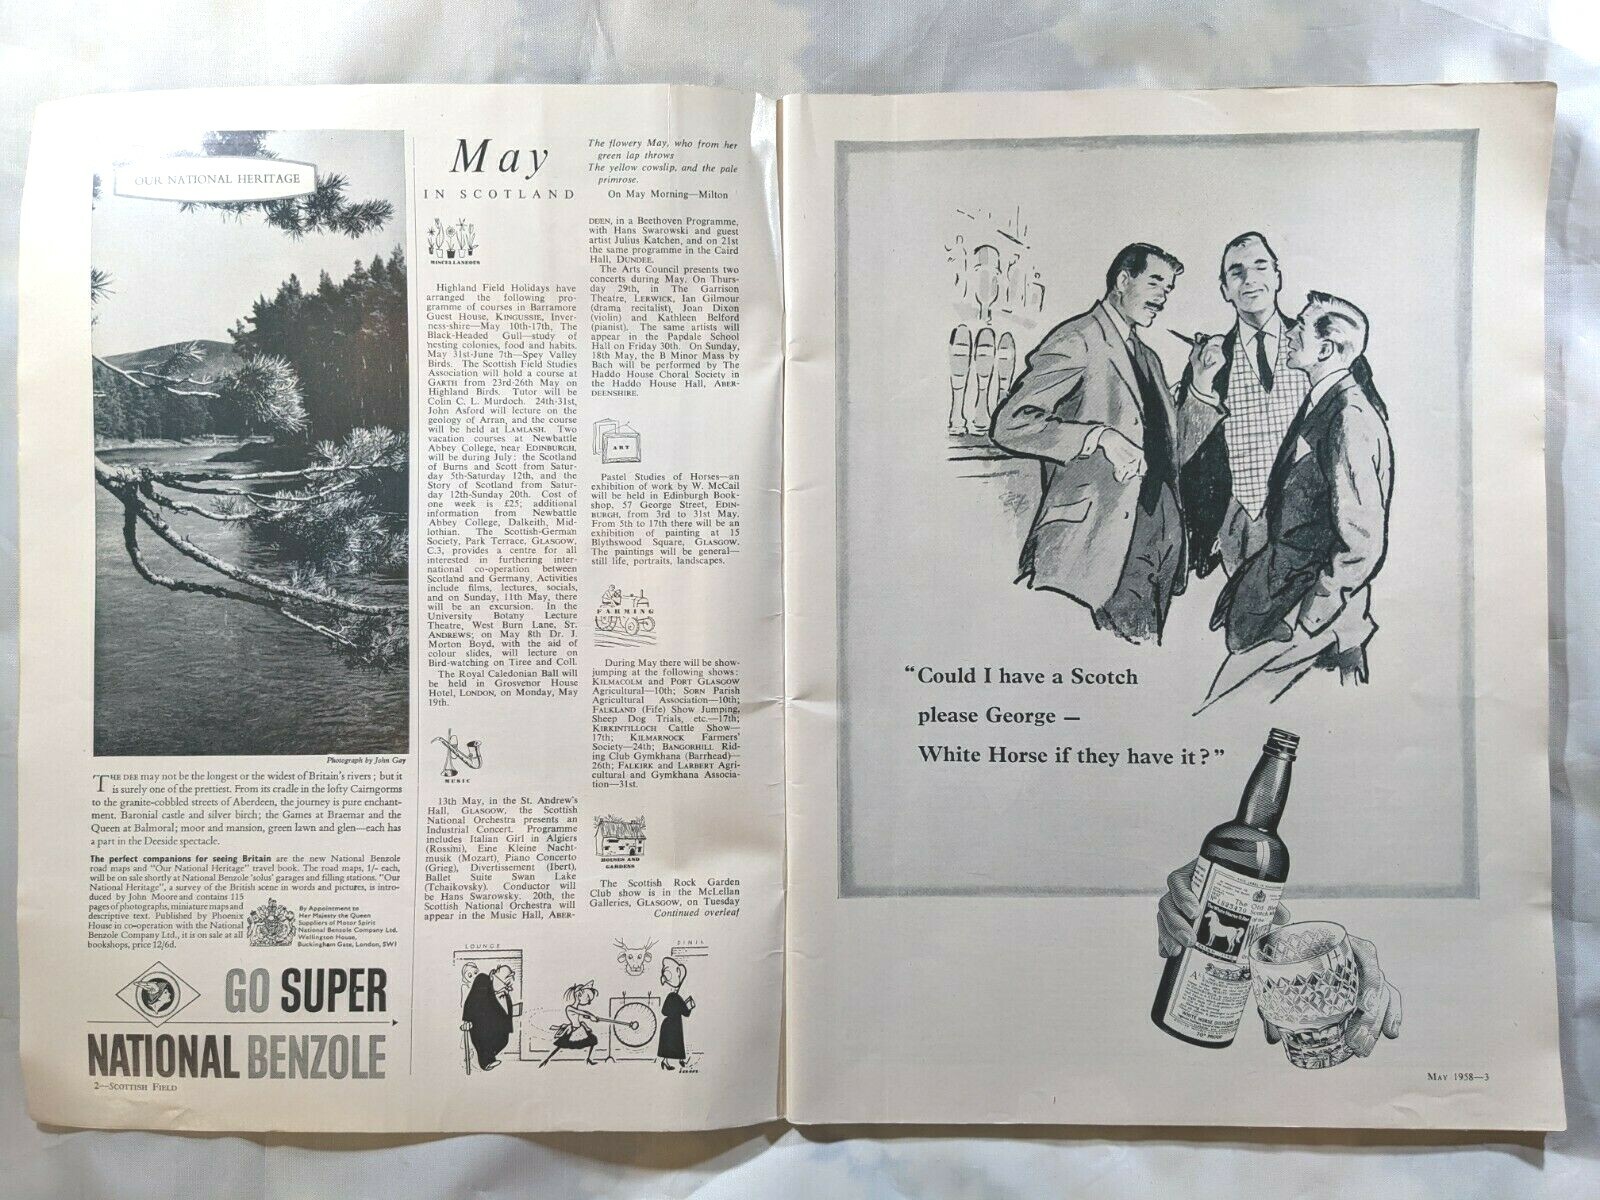 OUR NATIONAL HERITAGE
Photograph by John Gay
THE DEE may not be the longest or the widest of Britain's rivers; but it
is surely one of the prettiest. From its cradle in the lofty Cairngorms
to the granite-cobbled streets of Aberdeen, the journey is pure enchant-
ment. Baronial castle and silver birch; the Games at Braemar and the
Queen at Balmoral; moor and mansion, green lawn and glen—each has
a part in the Deeside spectacle.
The perfect companions for seeing Britain are the new National Benzole
road maps and "Our National Heritage" travel book. The road maps, 1/- each,
will be on sale shortly at National Benzole 'solus' garages and filling stations. "Our
National Heritage", a survey of the British scene in words and pictures, is intro-
duced by John Moore and contains 115
pages of photographs, miniature maps and
descriptive text. Published by Phoenix
House in co-operation with the National
Benzole Company Ltd., it is on sale at all
bookshops, price 12/6d.
By Appointment to
Her Majesty the Queen
Suppliers of Motor Spirit
National Benzole Company Ltd.
Wellington House,
Buckingham Gate, London, SW1
GO SUPER
NATIONAL BENZOLE
2—SCOTTISH FIELD
May
IN SCOTLAND
MISCELLANEOUS
Highland Field Holidays have
arranged the following pro-
gramme of courses in Barramore
Guest House, KINGUSSIE, Inver-
ness-shire—May 10th-17th, The
Black-Headed Gull—study of
nesting colonies, food and habits.
May 31st-June 7th—Spey Valley
Birds. The Scottish Field Studies
Association will hold a course at
GARTH from 23rd-26th May on
Highland Birds. Tutor will be
Colin C. L. Murdoch. 24th-31st,
John Asford will lecture on the
geology of Arran, and the course
will be held at LAMLASH. Two
vacation courses at Newbattle
Abbey College, near EDINBURGH,
will be during July: the Scotland
of Burns and Scott from Satur-
day 5th-Saturday 12th, and the
Story of Scotland from Satur-
day 12th-Sunday 20th. Cost of
one week is £25; additional
information from Newbattle
Abbey College, Dalkeith, Mid-
lothian. The Scottish-German
Society, Park Terrace, GLASGOW,
C.3, provides a centre for all
interested in furthering inter-
national co-operation between
Scotland and Germany. Activities
include films, lectures, socials,
and on Sunday, 11th May, there
will be an excursion. In the
University Botany Lecture
Theatre, West Burn Lane, ST.
ANDREWS; on May 8th Dr. J.
Morton Boyd, with the aid of
colour slides, will lecture on
Bird-watching on Tiree and Coll.
The Royal Caledonian Ball will
be held in Grosvenor House
Hotel, LONDON, on Monday, May
19th.
MUSIC
13th May, in the St. Andrew's
Hall, GLASGOW, the Scottish
National Orchestra presents an
Industrial Concert. Programme
includes Italian Girl in Algiers
(Rossini), Eine Kleine Nacht-
musik (Mozart), Piano Concerto
(Grieg), Divertissement (Ibert),
Ballet Suite Swan Lake
(Tchaikovsky). Conductor will
be Hans Swarowsky. 20th, the
Scottish National Orchestra will
appear in the Music Hall, ABER-
The flowery May, who from her
green lap throws
The yellow cowslip, and the pale
primrose.
On May Morning—Milton
DEEN, in a Beethoven Programme,
with Hans Swarowski and guest
artist Julius Katchen, and on 21st
the same programme in the Caird
Hall, DUNDEE.
The Arts Council presents two
concerts during May. On Thurs-
day 29th, in The Garrison
Theatre, LERWICK, Ian Gilmour
(drama recitalist), Joan Dixon
(violin) and Kathleen Belford
(pianist). The same artists will
appear in the Papdale School
Hall on Friday 30th. On Sunday,
18th May, the B Minor Mass by
Bach will be performed by The
Haddo House Choral Society in
the Haddo House Hall, ABER-
DEENSHIRE.
ART
Pastel Studies of Horses—an
exhibition of work by W. McCail
will be held in Edinburgh Book-
shop, 57 George Street, EDIN-
BURGH, from 3rd to 31st May.
From 5th to 17th there will be an
exhibition of painting at 15
Blythswood Square, GLASGOW.
The paintings will be general—
still life, portraits, landscapes.
FARMING
During May there will be show-
jumping at the following shows:
KILMACOLM and PORT GLASGOW
Agricultural—10th; SORN Parish
Agricultural Association—10th;
FALKLAND (Fife) Show Jumping,
Sheep Dog Trials, etc.—17th;
KIRKINTILLOCH Cattle Show—
17th; KILMARNOCK Farmers'
Society—24th; BANGORHILL Rid-
ing Club Gymkhana (Barrhead)—
26th; FALKIRK and LARBERT Agri-
cultural and Gymkhana Associa-
tion—31st.
HOUSES AND
GARDENS
The Scottish Rock Garden
Club show is in the McLellan
Galleries, GLASGOW, on Tuesday
Continued overleaf
LOUNGE
DINI
iain
"Could I have a Scotch
please George —
White Horse if they have it?"
The Old Bl
WHITE HORSE DISTILLERS
70° PROOF
MAY 1958—3